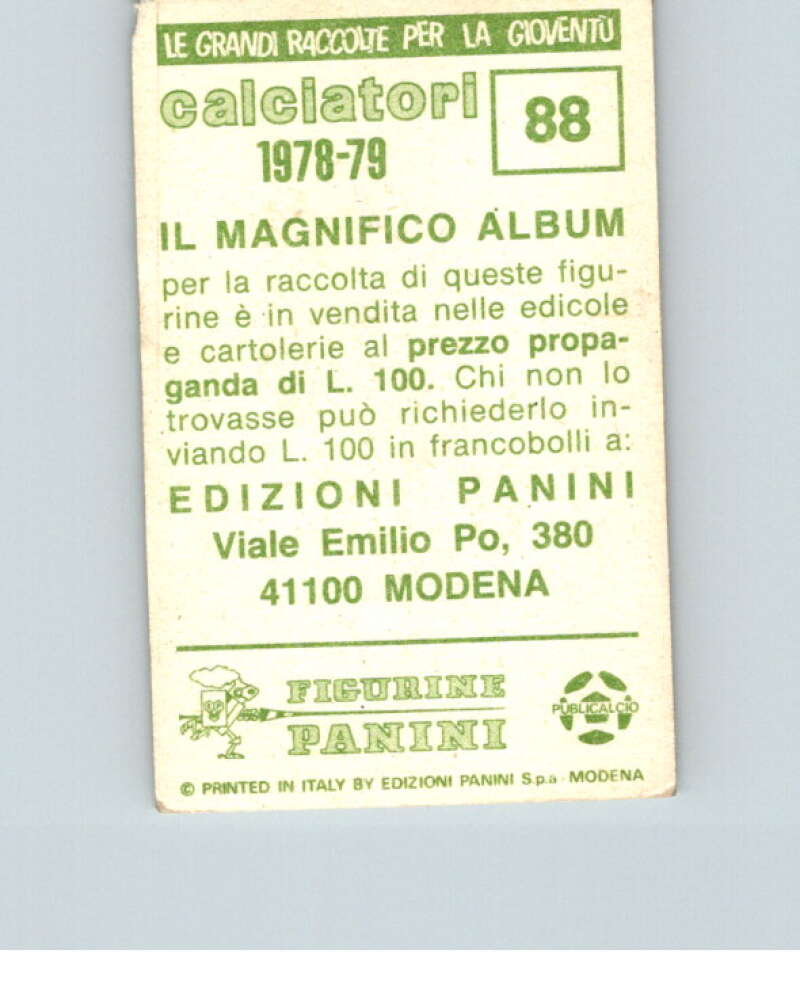 LE GRANDI RACCOLTE PER LA GIOVENTÙ
calciatori
88
1978-79
IL MAGNIFICO ALBUM
per la raccolta di queste figu-
rine è in vendita nelle edicole
e cartolerie al prezzo propa-
ganda di L. 100. Chi non lo
trovasse può richiederlo in-
viando L. 100 in francobolli a:
EDIZIONI PANINI
Viale Emilio Po, 380
41100 MODENA
FIGURINE
PANINI
PUBLICALCIO
© PRINTED IN ITALY BY EDIZIONI PANINI S.p.a - MODENA